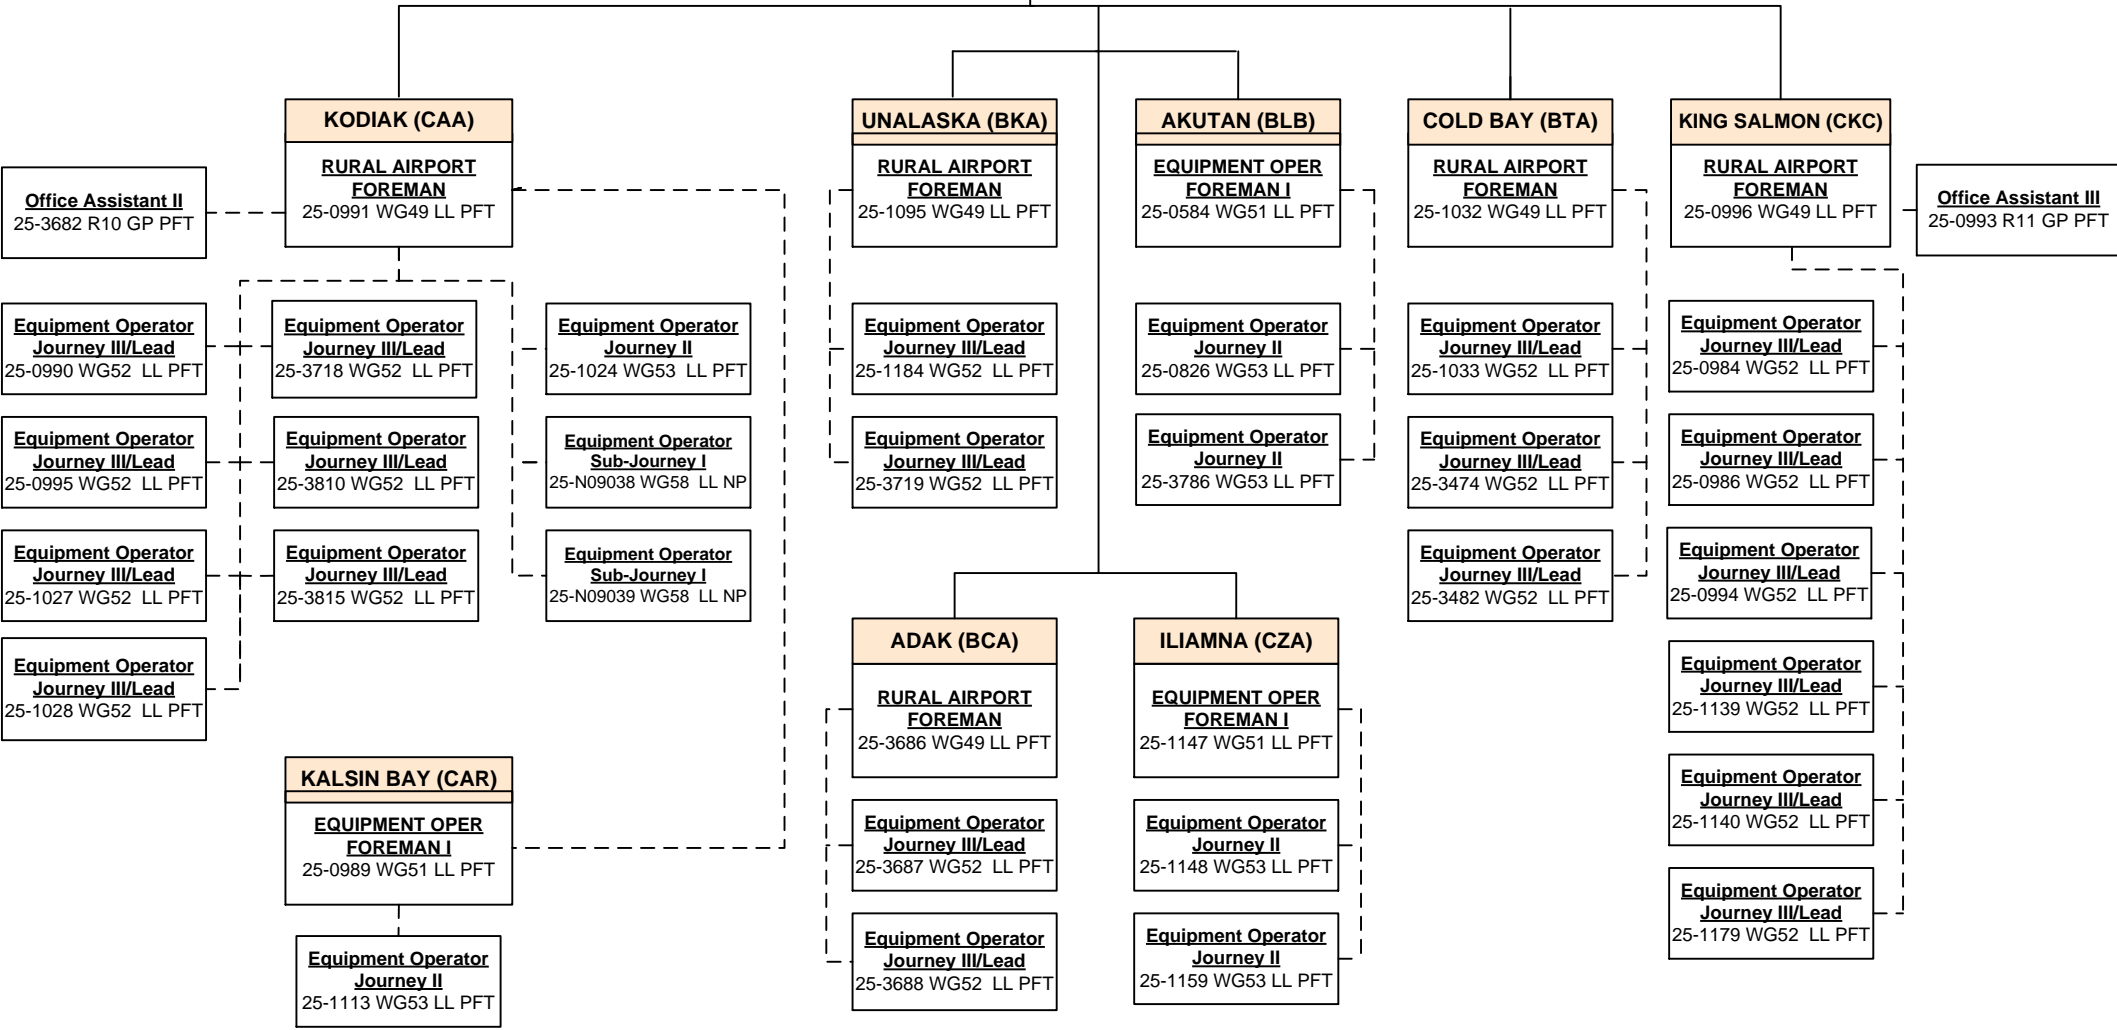 KODIAK (CAA)
RURAL AIRPORT
FOREMAN
25-0991 WG49 LL PFT
Office Assistant II
25-3682 R10 GP PFT
Equipment Operator
Journey III/Lead
25-0990 WG52 LL PFT
Equipment Operator
Journey III/Lead
25-3718 WG52 LL PFT
Equipment Operator
Journey II
25-1024 WG53 LL PFT
Equipment Operator
Journey III/Lead
25-0995 WG52 LL PFT
Equipment Operator
Journey III/Lead
25-3810 WG52 LL PFT
Equipment Operator
Sub-Journey I
25-N09038 WG58 LL NP
Equipment Operator
Journey III/Lead
25-1027 WG52 LL PFT
Equipment Operator
Journey III/Lead
25-3815 WG52 LL PFT
Equipment Operator
Sub-Journey I
25-N09039 WG58 LL NP
Equipment Operator
Journey III/Lead
25-1028 WG52 LL PFT
KALSIN BAY (CAR)
EQUIPMENT OPER
FOREMAN I
25-0989 WG51 LL PFT
Equipment Operator
Journey II
25-1113 WG53 LL PFT
UNALASKA (BKA)
RURAL AIRPORT
FOREMAN
25-1095 WG49 LL PFT
Equipment Operator
Journey III/Lead
25-1184 WG52 LL PFT
Equipment Operator
Journey III/Lead
25-3719 WG52 LL PFT
AKUTAN (BLB)
EQUIPMENT OPER
FOREMAN I
25-0584 WG51 LL PFT
Equipment Operator
Journey II
25-0826 WG53 LL PFT
Equipment Operator
Journey II
25-3786 WG53 LL PFT
ADAK (BCA)
RURAL AIRPORT
FOREMAN
25-3686 WG49 LL PFT
Equipment Operator
Journey III/Lead
25-3687 WG52 LL PFT
Equipment Operator
Journey III/Lead
25-3688 WG52 LL PFT
ILIAMNA (CZA)
EQUIPMENT OPER
FOREMAN I
25-1147 WG51 LL PFT
Equipment Operator
Journey II
25-1148 WG53 LL PFT
Equipment Operator
Journey II
25-1159 WG53 LL PFT
COLD BAY (BTA)
RURAL AIRPORT
FOREMAN
25-1032 WG49 LL PFT
Equipment Operator
Journey III/Lead
25-1033 WG52 LL PFT
Equipment Operator
Journey III/Lead
25-3474 WG52 LL PFT
Equipment Operator
Journey III/Lead
25-3482 WG52 LL PFT
KING SALMON (CKC)
RURAL AIRPORT
FOREMAN
25-0996 WG49 LL PFT
Office Assistant III
25-0993 R11 GP PFT
Equipment Operator
Journey III/Lead
25-0984 WG52 LL PFT
Equipment Operator
Journey III/Lead
25-0986 WG52 LL PFT
Equipment Operator
Journey III/Lead
25-0994 WG52 LL PFT
Equipment Operator
Journey III/Lead
25-1139 WG52 LL PFT
Equipment Operator
Journey III/Lead
25-1140 WG52 LL PFT
Equipment Operator
Journey III/Lead
25-1179 WG52 LL PFT